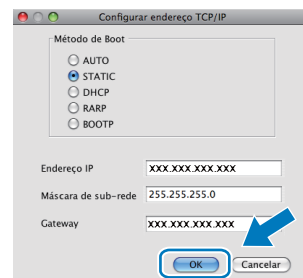 Configurar endereço TCP/IP
Método de Boot
AUTO
STATIC
DHCP
RARP
BOOTP
Endereço IP XXX.XXX.XXX.XXX
Máscara de sub-rede 255.255.255.0
Gateway XXX.XXX.XXX.XXX
OK Cancelar